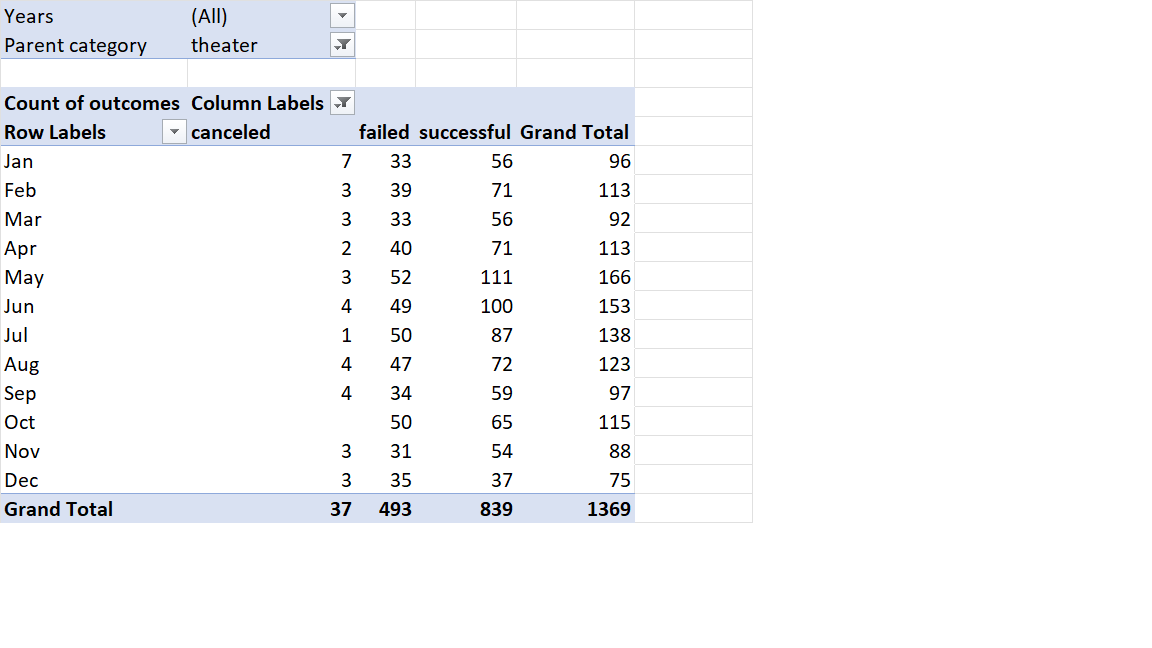 Years (All)
Parent category theater
Count of outcomes Column Labels
Row Labels canceled failed successful Grand Total
Jan 7 33 56 96
Feb 3 39 71 113
Mar 3 33 56 92
Apr 2 40 71 113
May 3 52 111 166
Jun 4 49 100 153
Jul 1 50 87 138
Aug 4 47 72 123
Sep 4 34 59 97
Oct 50 65 115
Nov 3 31 54 88
Dec 3 35 37 75
Grand Total 37 493 839 1369